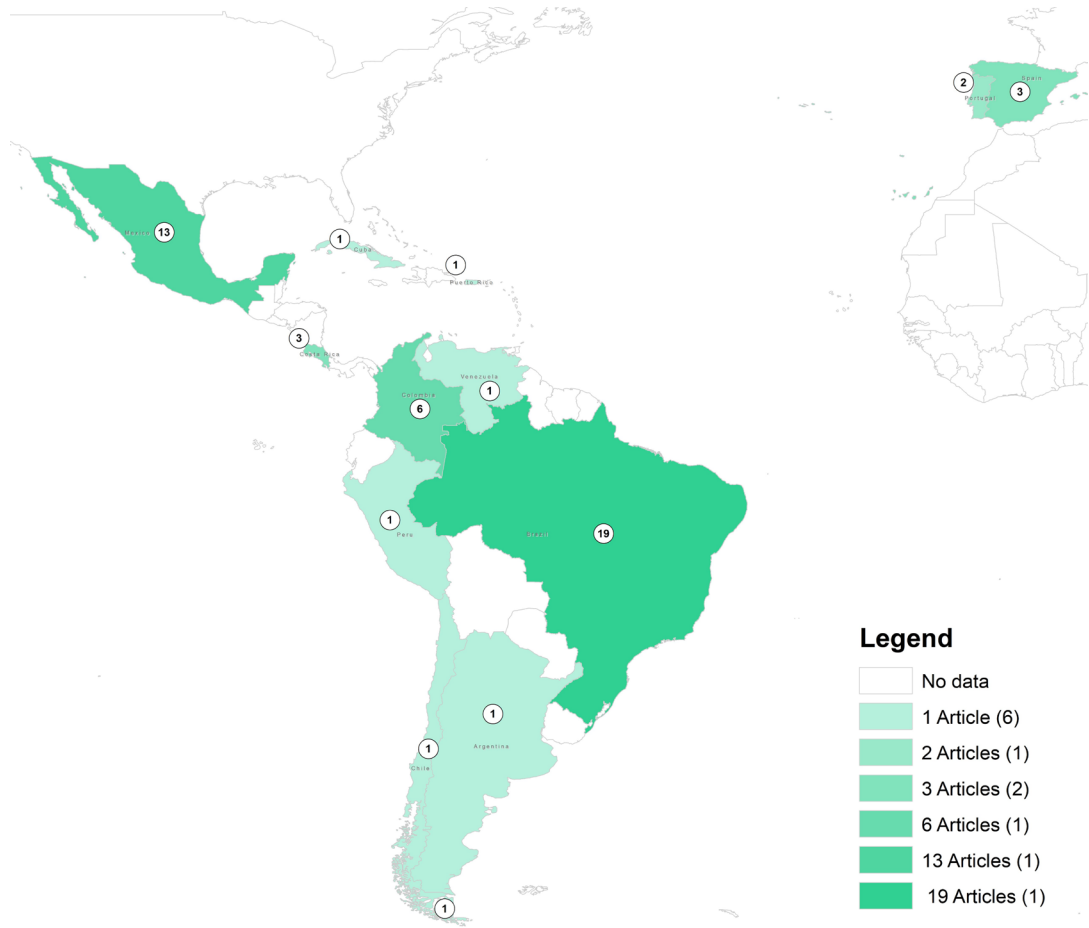 Spain
2
3
Portugal
Mexico
13
1
Cuba
1
Puerto Rico
3
Costa Rica
Venezuela
1
Colombia
6
1
Peru
Brazil
19
1
Argentina
1
Chile
1
Legend
No data
1 Article (6)
2 Articles (1)
3 Articles (2)
6 Articles (1)
13 Articles (1)
19 Articles (1)